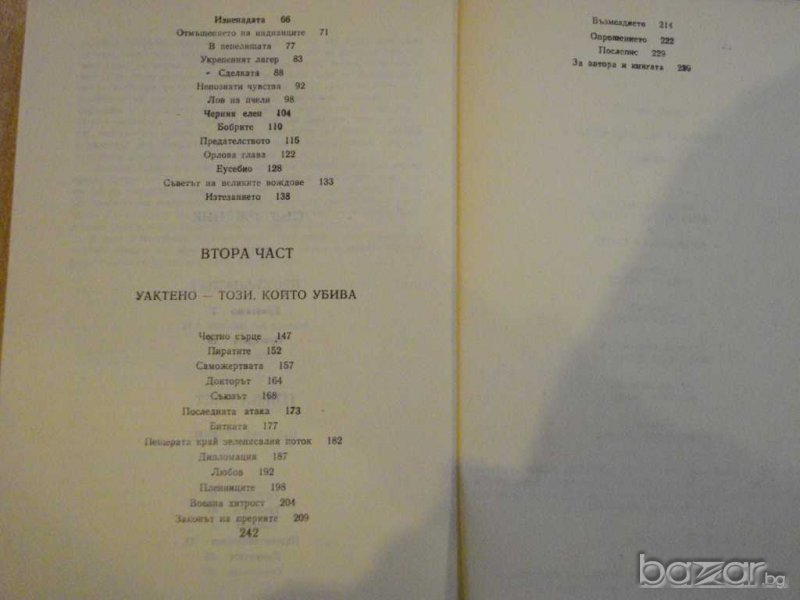 Изненадата 66
Отмъщението на индианците 71
В пепелищата 77
Укрепеният лагер 83
Сделката 88
Непознати чувства 92
Лов на пчели 98
Черния елен 104
Бобрите 110
Предателството 115
Орлова глава 122
Еусебио 128
Съветът на великите вождове 133
Изтезанието 138
ВТОРА ЧАСТ
УАКТЕНО — ТОЗИ, КОЙТО УБИВА
Честно сърце 147
Пиратите 152
Саможертвата 157
Докторът 164
Съюзът 168
Последната атака 173
Битката 177
Пещерата край зеленясалия поток 182
Дипломация 187
Любов 192
Пленниците 198
Военна хитрост 204
Законът на прериите 209
242
Възмездието 214
Опрощението 222
Послепис 229
За автора и книгата
bazar.bg